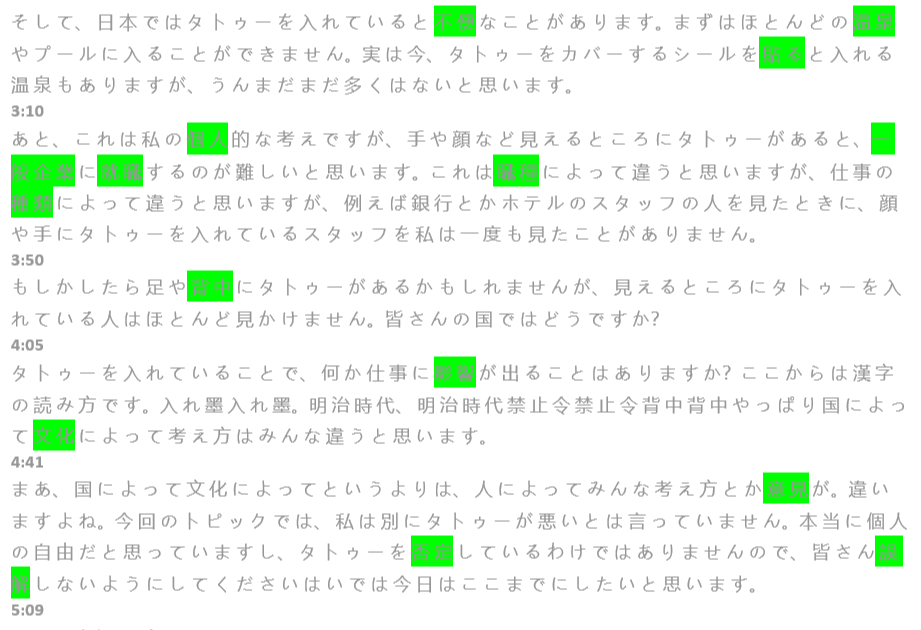 そして、日本ではタトゥーを入れていると不便なことがあります。まずはほとんどの温泉
やプールに入ることができません。実は今、タトゥーをカバーするシールを貼ると入れる
温泉もありますが、うんまだまだ多くはないと思います。
3:10
あと、これは私の個人的な考えですが、手や顔など見えるところにタトゥーがあると、一
般企業に就職するのが難しいと思います。これは職種によって違うと思いますが、仕事の
種類によって違うと思いますが、例えば銀行とかホテルのスタッフの人を見たときに、顔
や手にタトゥーを入れているスタッフを私は一度も見たことがありません。
3:50
もしかしたら足や背中にタトゥーがあるかもしれませんが、見えるところにタトゥーを入
れている人はほとんど見かけません。皆さんの国ではどうですか?
4:05
タトゥーを入れていることで、何か仕事に影響が出ることはありますか? ここからは漢字
の読み方です。入れ墨入れ墨。明治時代、明治時代禁止令禁止令背中背中やっぱり国によっ
て文化によって考え方はみんな違うと思います。
4:41
まあ、国によって文化によってというよりは、人によってみんな考え方とか意見が。違い
ますよね。今回のトピックでは、私は別にタトゥーが悪いとは言っていません。本当に個人
の自由だと思っていますし、タトゥーを否定しているわけではありませんので、皆さん誤
解しないようにしてくださいはいでは今日はここまでにしたいと思います。
5:09